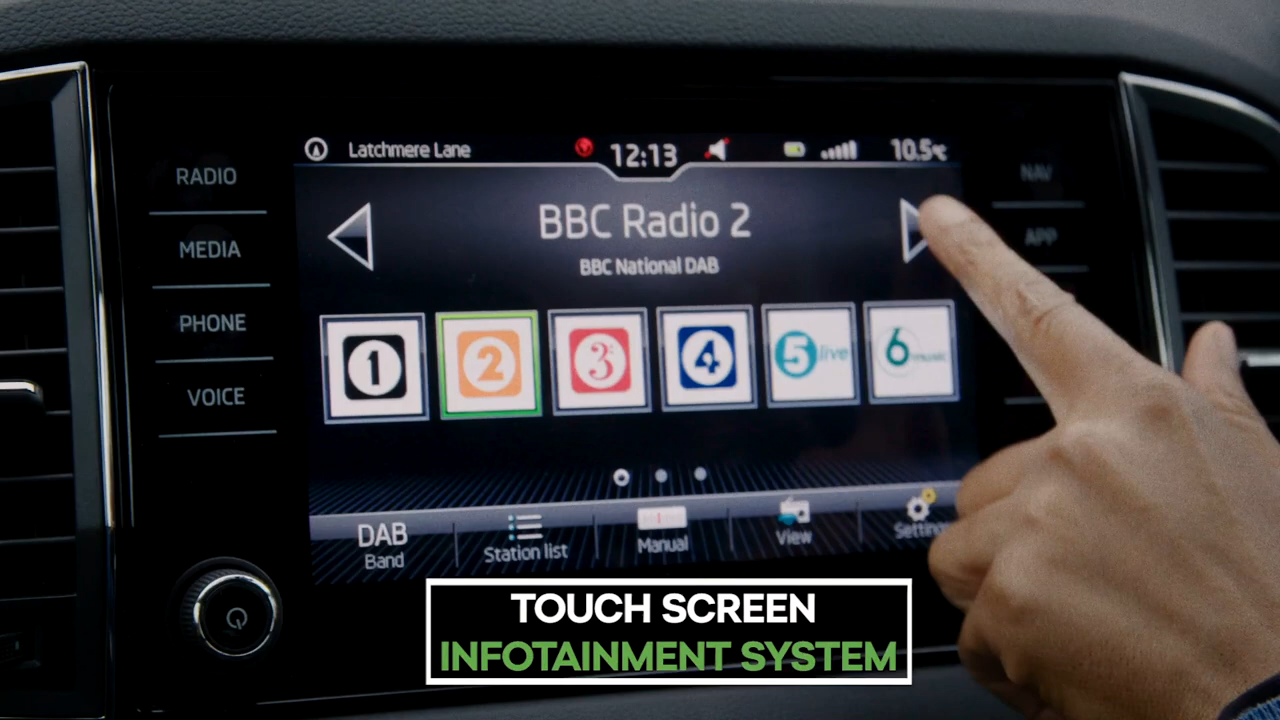 Latchmere Lane
12:13
10.5°C
RADIO
MEDIA
PHONE
VOICE
NAV
APP
BBC Radio 2
BBC National DAB
1
2
3
4
5 live
6 music
DAB
Band
Station list
Manual
View
Settings
TOUCH SCREEN
INFOTAINMENT SYSTEM